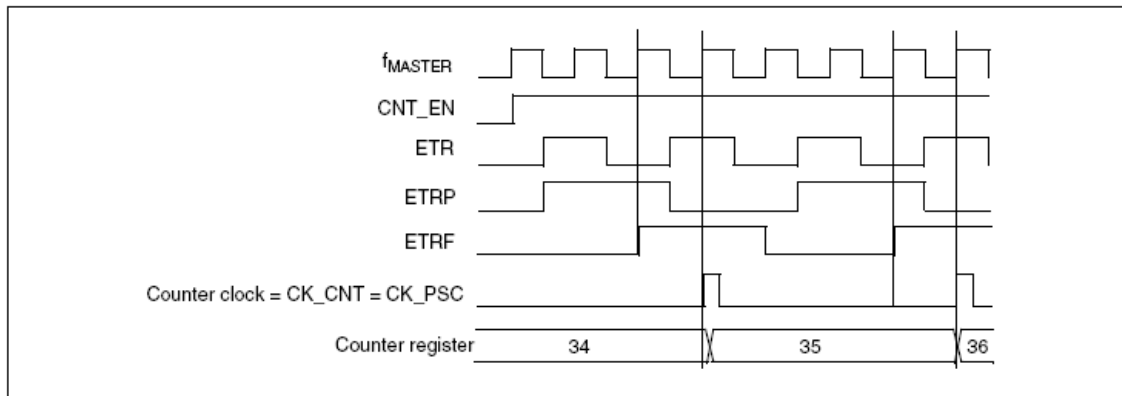 fMASTER
CNT_EN
ETR
ETRP
ETRF
Counter clock = CK_CNT = CK_PSC
Counter register 34 35 36